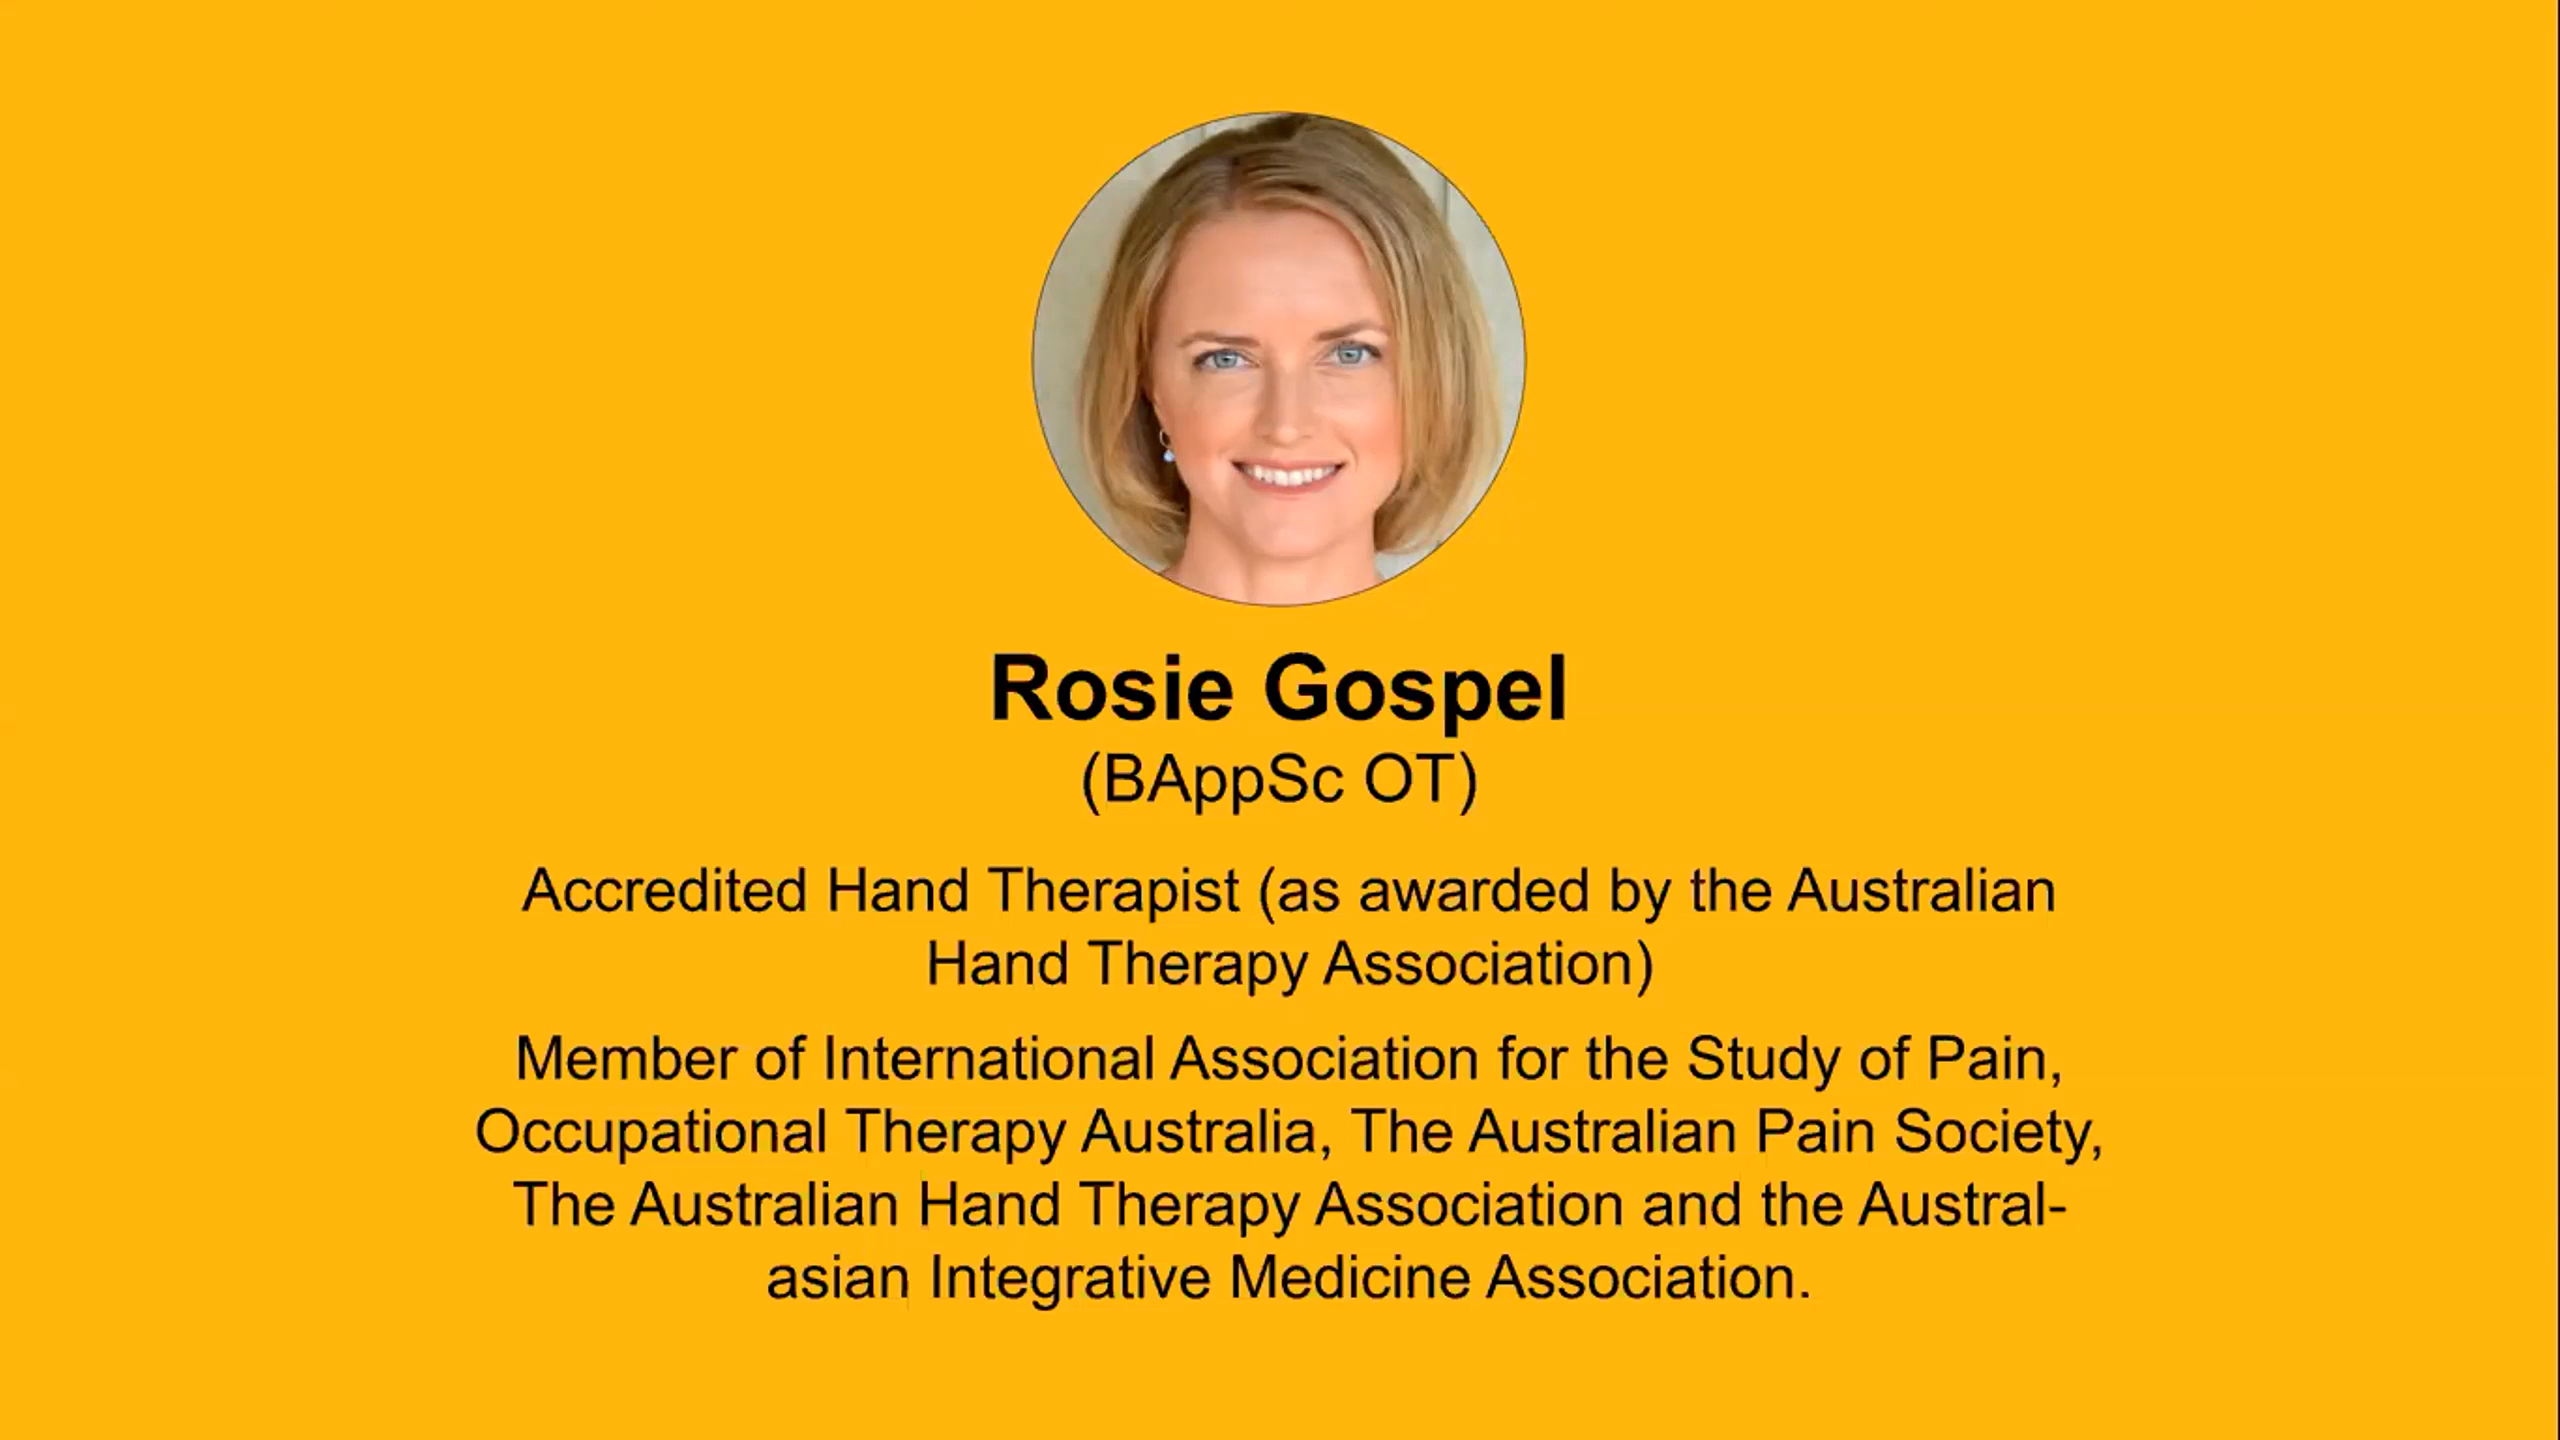 Rosie Gospel
(BAppSc OT)
Accredited Hand Therapist (as awarded by the Australian
Hand Therapy Association)
Member of International Association for the Study of Pain,
Occupational Therapy Australia, The Australian Pain Society,
The Australian Hand Therapy Association and the Austral-
asian Integrative Medicine Association.